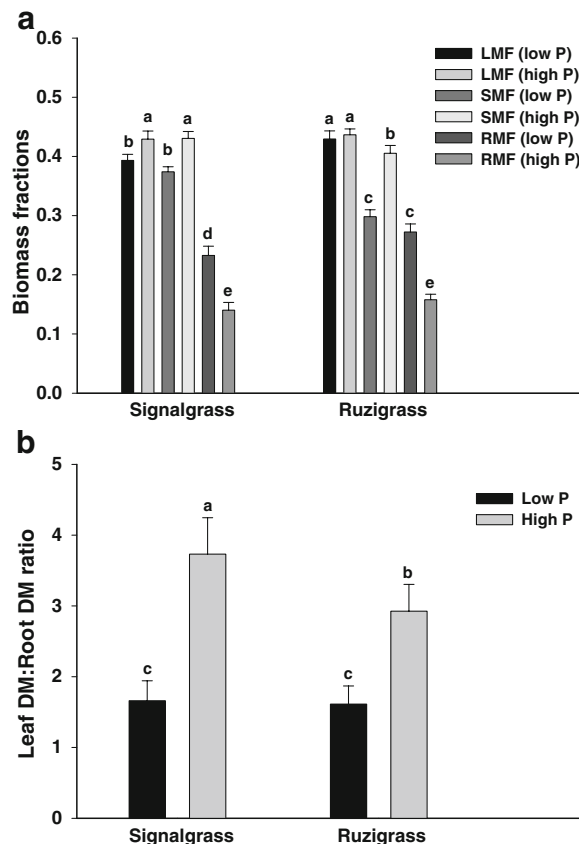 a
0.6
0.5
0.4
0.3
0.2
0.1
0.0
Biomass fractions
LMF (low P)
LMF (high P)
SMF (low P)
SMF (high P)
RMF (low P)
RMF (high P)
b a b a d e
a a c b c e
Signalgrass Ruzigrass
b
5
4
3
2
1
0
Leaf DM:Root DM ratio
Low P
High P
c a c b
Signalgrass Ruzigrass